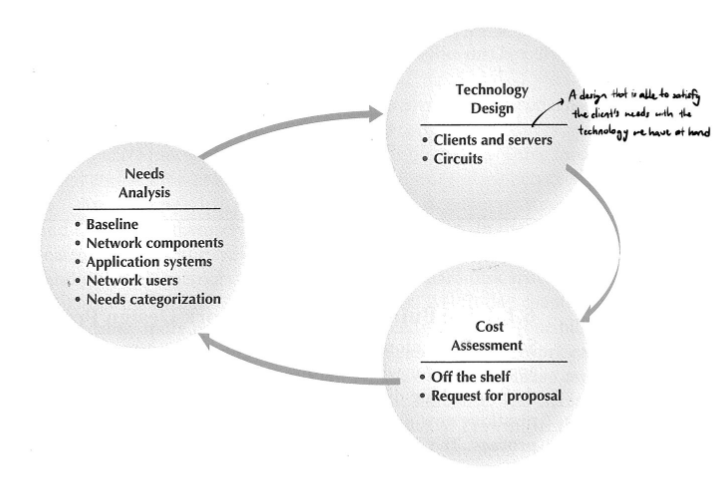 Needs
Analysis
• Baseline
• Network components
• Application systems
• Network users
• Needs categorization
Technology
Design
• Clients and servers
• Circuits
A design that is able to satisfy
the client's needs with the
technology we have at hand
Cost
Assessment
• Off the shelf
• Request for proposal